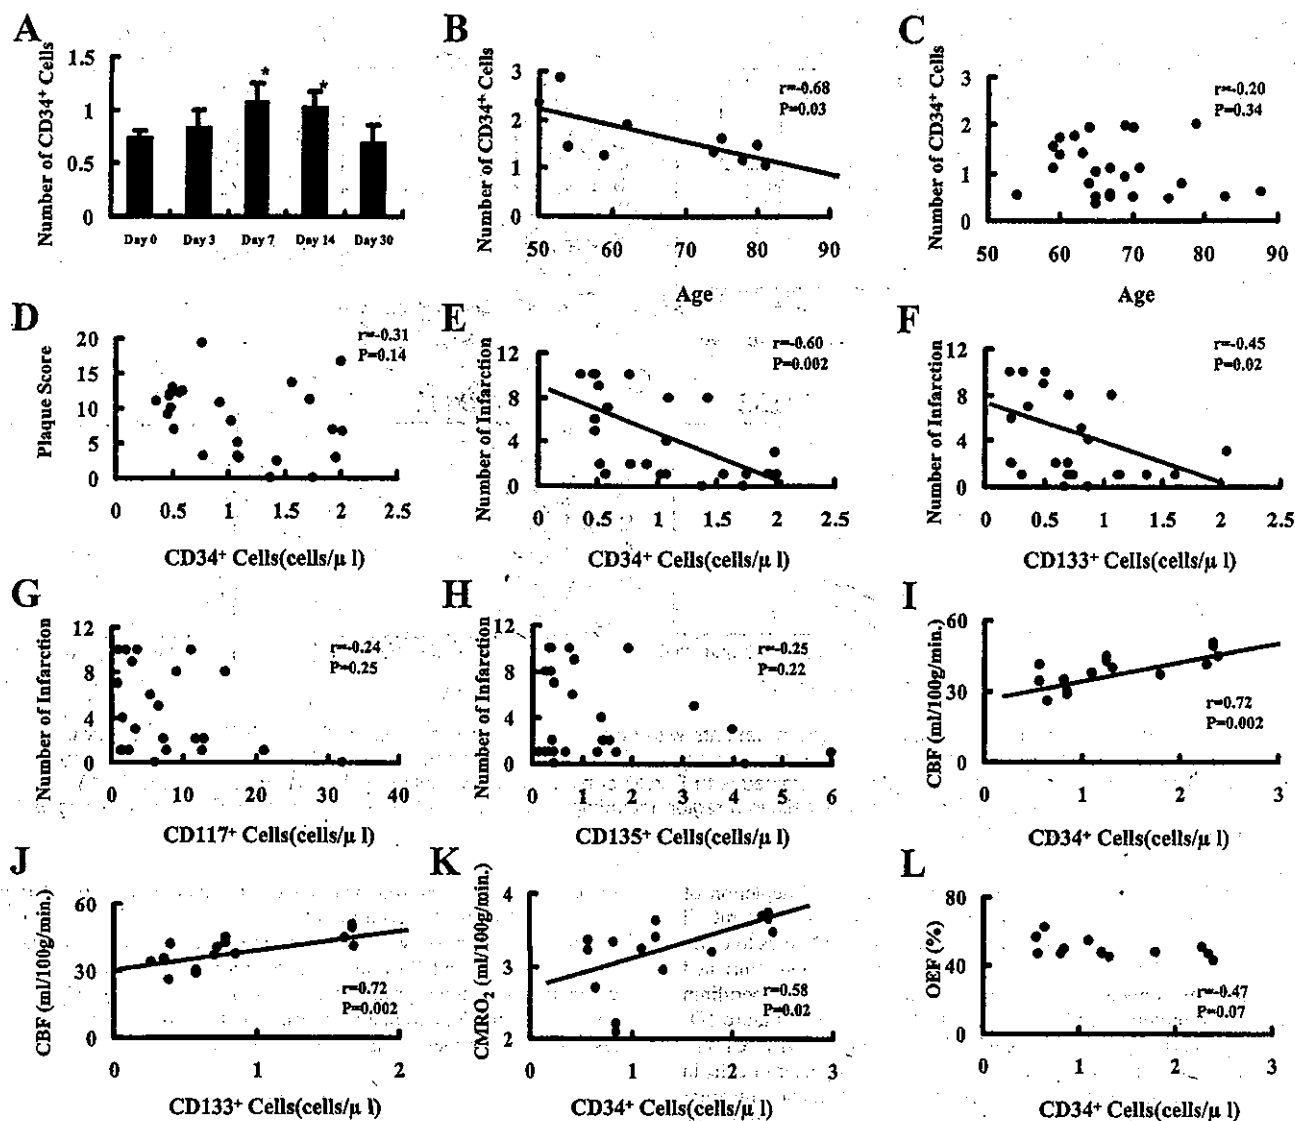 A
Number of CD34+ Cells
1.5
1
0.5
0
*
*
Day 0 Day 3 Day 7 Day 14 Day 30
B
Number of CD34+ Cells
3
2
1
0
r=-0.68
P=0.03
50 60 70 80 90
Age
C
Number of CD34+ Cells
3
2
1
0
r=-0.20
P=0.34
50 60 70 80 90
Age
D
Plaque Score
20
15
10
5
0
r=-0.31
P=0.14
0 0.5 1 1.5 2 2.5
CD34+ Cells(cells/μ l)
E
Number of Infarction
12
8
4
0
r=-0.60
P=0.002
0 0.5 1 1.5 2 2.5
CD34+ Cells(cells/μ l)
F
Number of Infarction
12
8
4
0
r=-0.45
P=0.02
0 0.5 1 1.5 2 2.5
CD133+ Cells(cells/μ l)
G
Number of Infarction
12
8
4
0
r=-0.24
P=0.25
0 10 20 30 40
CD117+ Cells(cells/μ l)
H
Number of Infarction
12
8
4
0
r=-0.25
P=0.22
0 1 2 3 4 5 6
CD135+ Cells(cells/μ l)
I
CBF (ml/100g/min.)
60
30
0
r=0.72
P=0.002
0 1 2 3
CD34+ Cells(cells/μ l)
J
CBF (ml/100g/min.)
60
30
0
r=0.72
P=0.002
0 1 2
CD133+ Cells(cells/μ l)
K
CMRO2 (ml/100g/min.)
4
3
2
r=0.58
P=0.02
0 1 2 3
CD34+ Cells(cells/μ l)
L
OEF (%)
80
40
0
r=-0.47
P=0.07
0 1 2 3
CD34+ Cells(cells/μ l)